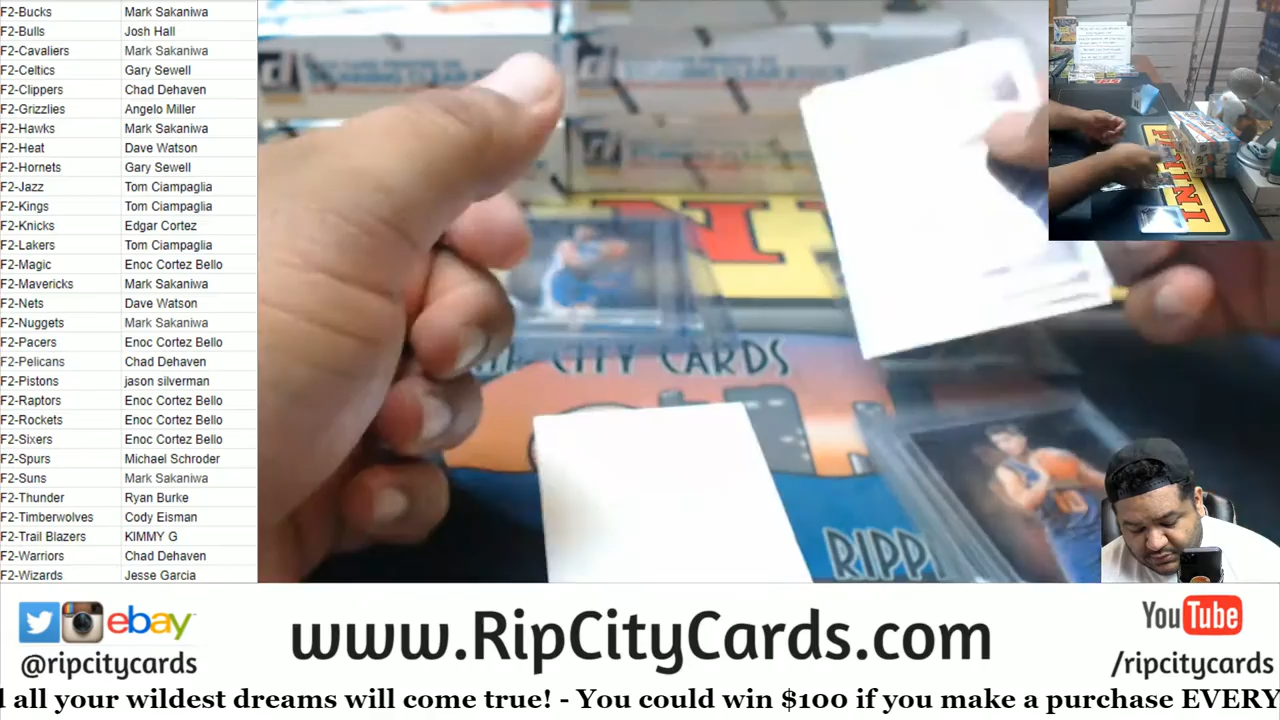 F2-Bucks Mark Sakaniwa
F2-Bulls Josh Hall
F2-Cavaliers Mark Sakaniwa
F2-Celtics Gary Sewell
F2-Clippers Chad Dehaven
F2-Grizzlies Angelo Miller
F2-Hawks Mark Sakaniwa
F2-Heat Dave Watson
F2-Hornets Gary Sewell
F2-Jazz Tom Ciampaglia
F2-Kings Tom Ciampaglia
F2-Knicks Edgar Cortez
F2-Lakers Tom Ciampaglia
F2-Magic Enoc Cortez Bello
F2-Mavericks Mark Sakaniwa
F2-Nets Dave Watson
F2-Nuggets Mark Sakaniwa
F2-Pacers Enoc Cortez Bello
F2-Pelicans Chad Dehaven
F2-Pistons jason silverman
F2-Raptors Enoc Cortez Bello
F2-Rockets Enoc Cortez Bello
F2-Sixers Enoc Cortez Bello
F2-Spurs Michael Schroder
F2-Suns Mark Sakaniwa
F2-Thunder Ryan Burke
F2-Timberwolves Cody Eisman
F2-Trail Blazers KIMMY G
F2-Warriors Chad Dehaven
F2-Wizards Jesse Garcia
PANINI
CITY CARDS
RIPP
ebay
@ripcitycards
www.RipCityCards.com
YouTube
/ripcitycards
all your wildest dreams will come true! - You could win $100 if you make a purchase EVERY